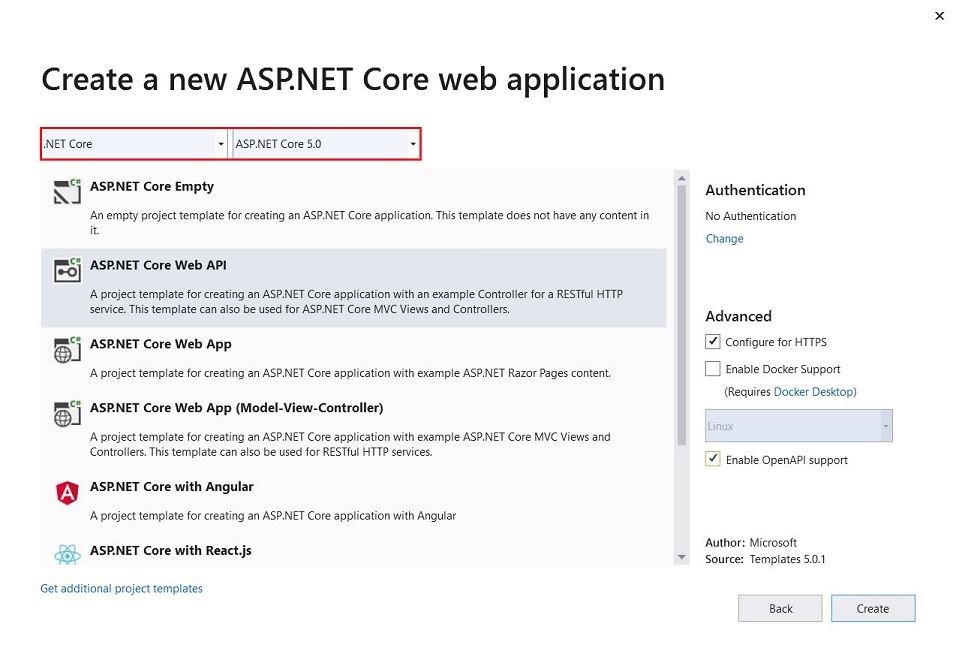 Create a new ASP.NET Core web application
.NET Core
ASP.NET Core 5.0
C#
ASP.NET Core Empty
An empty project template for creating an ASP.NET Core application. This template does not have any content in
it.
C#
ASP.NET Core Web API
A project template for creating an ASP.NET Core application with an example Controller for a RESTful HTTP
service. This template can also be used for ASP.NET Core MVC Views and Controllers.
C#
ASP.NET Core Web App
A project template for creating an ASP.NET Core application with example ASP.NET Razor Pages content.
C#
ASP.NET Core Web App (Model-View-Controller)
A project template for creating an ASP.NET Core application with example ASP.NET Core MVC Views and
Controllers. This template can also be used for RESTful HTTP services.
A
ASP.NET Core with Angular
A project template for creating an ASP.NET Core application with Angular
ASP.NET Core with React.js
Get additional project templates
Authentication
No Authentication
Change
Advanced
Configure for HTTPS
Enable Docker Support
(Requires Docker Desktop)
Linux
Enable OpenAPI support
Author: Microsoft
Source: Templates 5.0.1
Back
Create